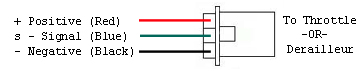 + Positive (Red)
s - Signal (Blue)
- Negative (Black)
To Throttle
-OR-
Derailleur